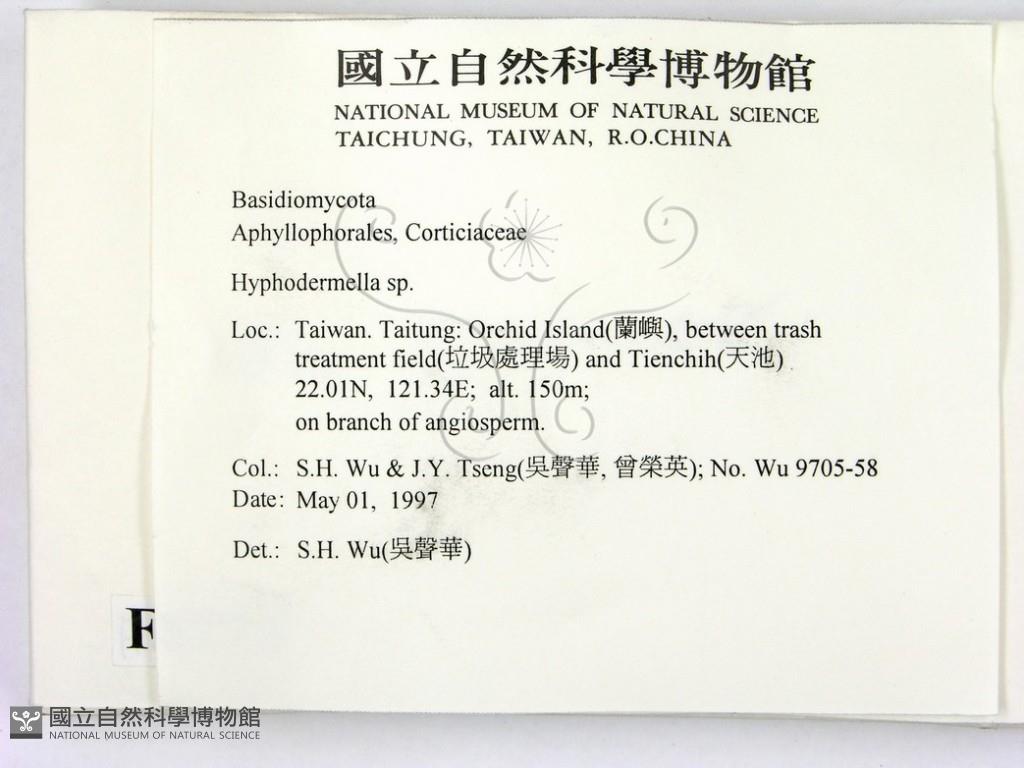 國立自然科學博物館
NATIONAL MUSEUM OF NATURAL SCIENCE
TAICHUNG, TAIWAN, R.O.CHINA
Basidiomycota
Aphyllophorales, Corticiaceae
Hyphodermella sp.
Loc.: Taiwan. Taitung: Orchid Island(蘭嶼), between trash
treatment field(垃圾處理場) and Tienchih(天池)
22.01N, 121.34E; alt. 150m;
on branch of angiosperm.
Col.: S.H. Wu & J.Y. Tseng(吳聲華, 曾榮英); No. Wu 9705-58
Date: May 01, 1997
Det.: S.H. Wu(吳聲華)
F
國立自然科學博物館
NATIONAL MUSEUM OF NATURAL SCIENCE